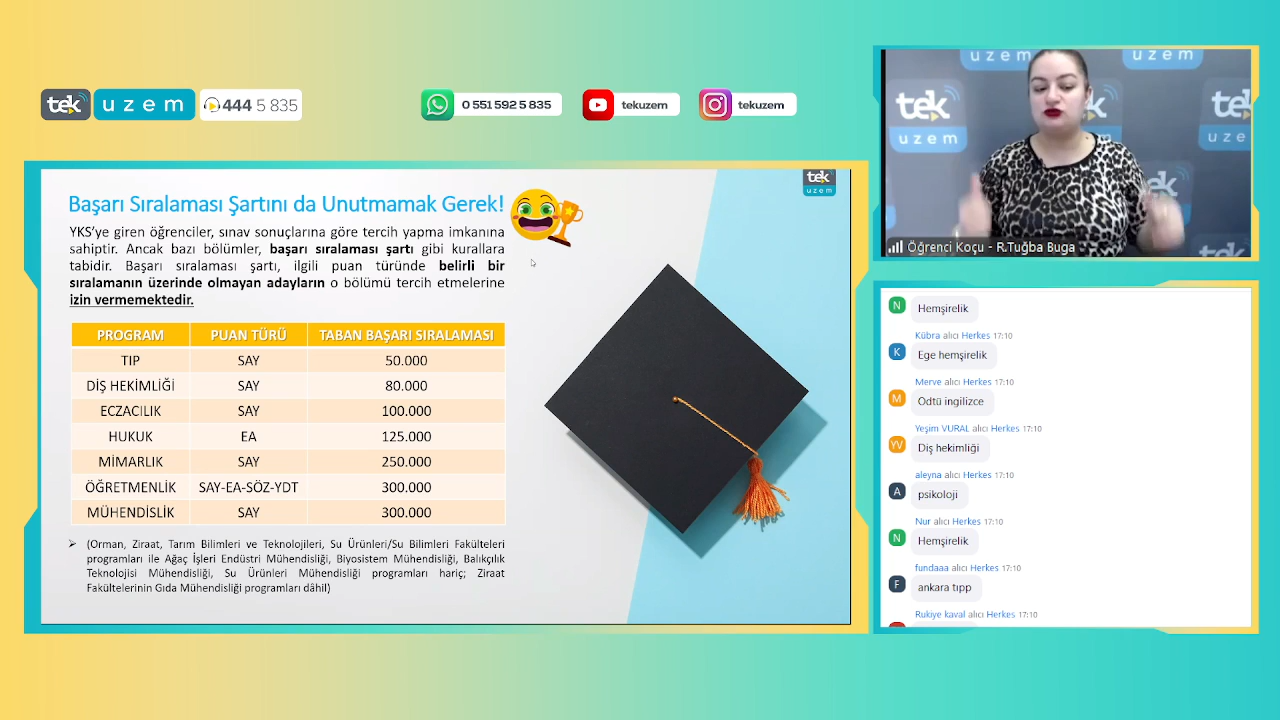 tek
uzem
444 5 835
0 551 592 5 835
tekuzem
tekuzem
tek
uzem
Başarı Sıralaması Şartını da Unutmamak Gerek!
YKS'ye giren öğrenciler, sınav sonuçlarına göre tercih yapma imkanına
sahiptir. Ancak bazı bölümler, başarı sıralaması şartı gibi kurallara
tabidir. Başarı sıralaması şartı, ilgili puan türünde belirli bir
sıralamanın üzerinde olmayan adayların o bölümü tercih etmelerine
izin vermemektedir.
PROGRAM PUAN TÜRÜ TABAN BAŞARI SIRALAMASI
TIP SAY 50.000
DİŞ HEKİMLİĞİ SAY 80.000
ECZACILIK SAY 100.000
HUKUK EA 125.000
MİMARLIK SAY 250.000
ÖĞRETMENLİK SAY-EA-SÖZ-YDT 300.000
MÜHENDİSLİK SAY 300.000
➤ (Orman, Ziraat, Tarım Bilimleri ve Teknolojileri, Su Ürünleri/Su Bilimleri Fakülteleri
programları ile Ağaç İşleri Endüstri Mühendisliği, Biyosistem Mühendisliği, Balıkçılık
Teknolojisi Mühendisliği, Su Ürünleri Mühendisliği programları hariç; Ziraat
Fakültelerinin Gıda Mühendisliği programları dâhil)
uzem
uzem
tek
uzem
tek
uze
Öğrenci Koçu - R.Tuğba Buga
N
Hemşirelik
Kübra alıcı Herkes 17:10
K
Ege hemşirelik
Merve alıcı Herkes 17:10
M
Odtü ingilizce
Yeşim VURAL alıcı Herkes 17:10
YV
Diş hekimliği
aleyna alıcı Herkes 17:10
A
psikoloji
Nur alıcı Herkes 17:10
N
Hemşirelik
fundaaa alıcı Herkes 17:10
F
ankara tıpp
Rukiye kaval alıcı Herkes 17:10